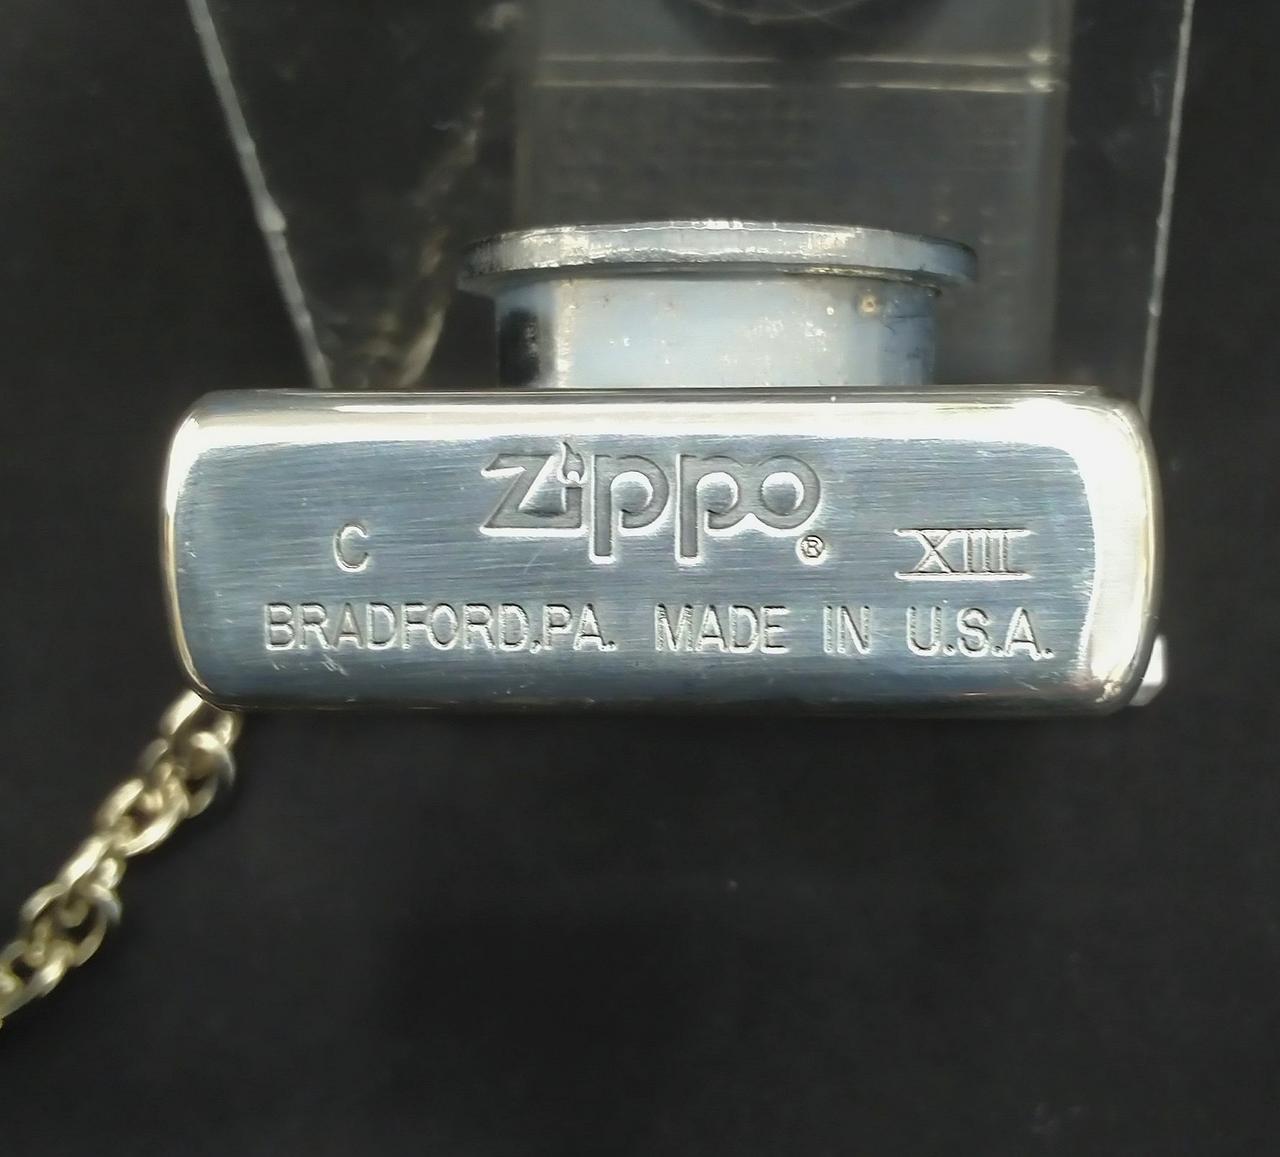 Zippo ®
C XIII
BRADFORD,PA. MADE IN U.S.A.